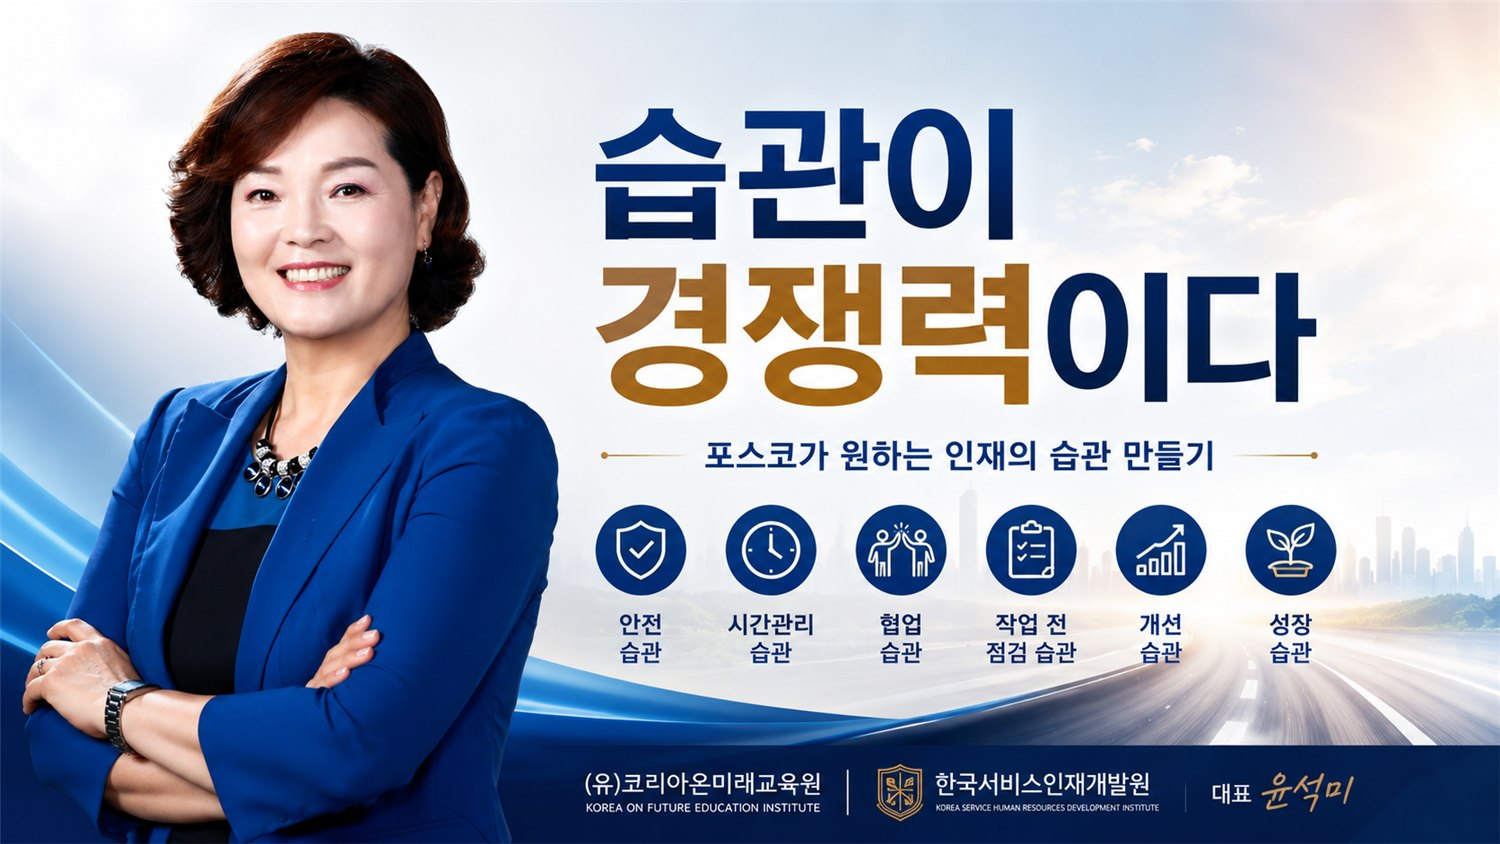 습관이
경쟁력이다
포스코가 원하는 인재의 습관 만들기
안전
습관
시간관리
습관
협업
습관
작업 전
점검 습관
개선
습관
성장
습관
(유)코리아온미래교육원
KOREA ON FUTURE EDUCATION INSTITUTE
한국서비스인재개발원
KOREA SERVICE HUMAN RESOURCES DEVELOPMENT INSTITUTE
대표 윤석미